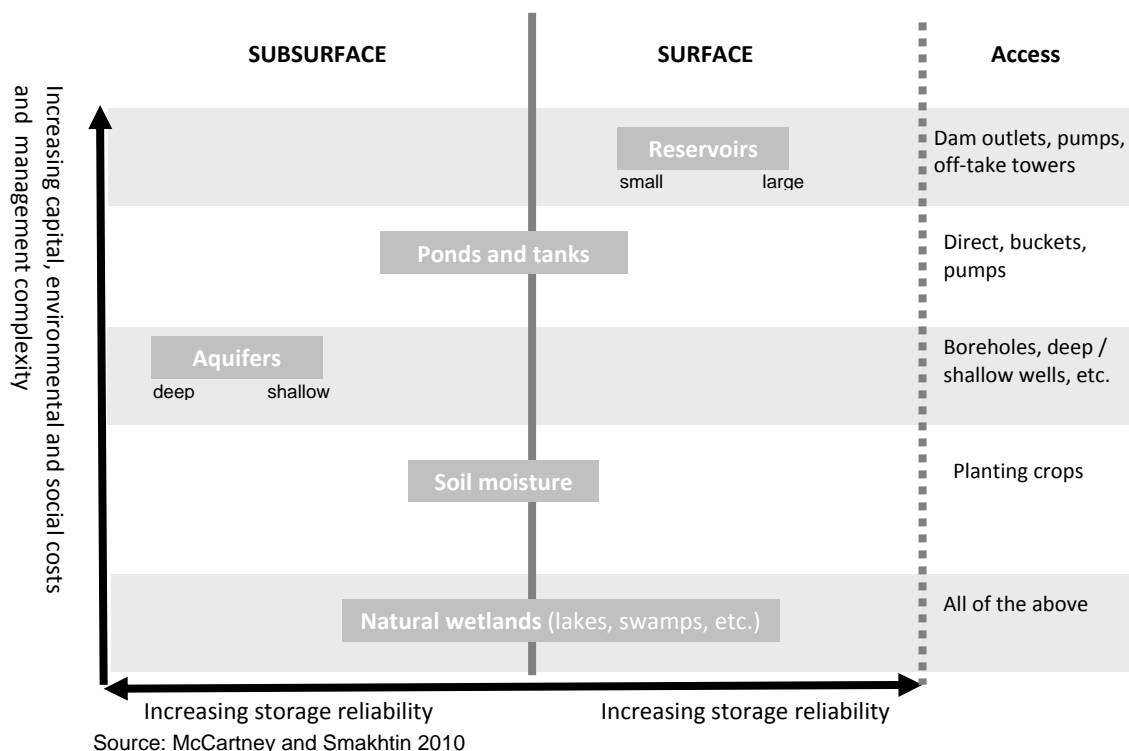 SUBSURFACE
SURFACE
Access
Increasing capital, environmental and social costs
and management complexity
Reservoirs
small
large
Dam outlets, pumps,
off-take towers
Ponds and tanks
Direct, buckets,
pumps
Aquifers
deep
shallow
Boreholes, deep /
shallow wells, etc.
Soil moisture
Planting crops
Natural wetlands (lakes, swamps, etc.)
All of the above
Increasing storage reliability
Increasing storage reliability
Source: McCartney and Smakhtin 2010